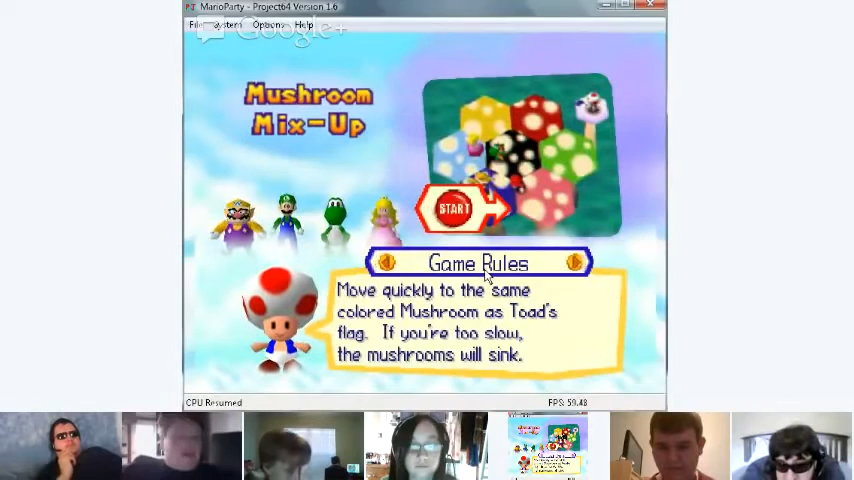 MarioParty - Project64 Version 1.6
File System Options Help
Google+
Mushroom
Mix-Up
START
Game Rules
Move quickly to the same
colored Mushroom as Toad's
flag. If you're too slow,
the mushrooms will sink.
CPU Resumed
FPS: 59.48